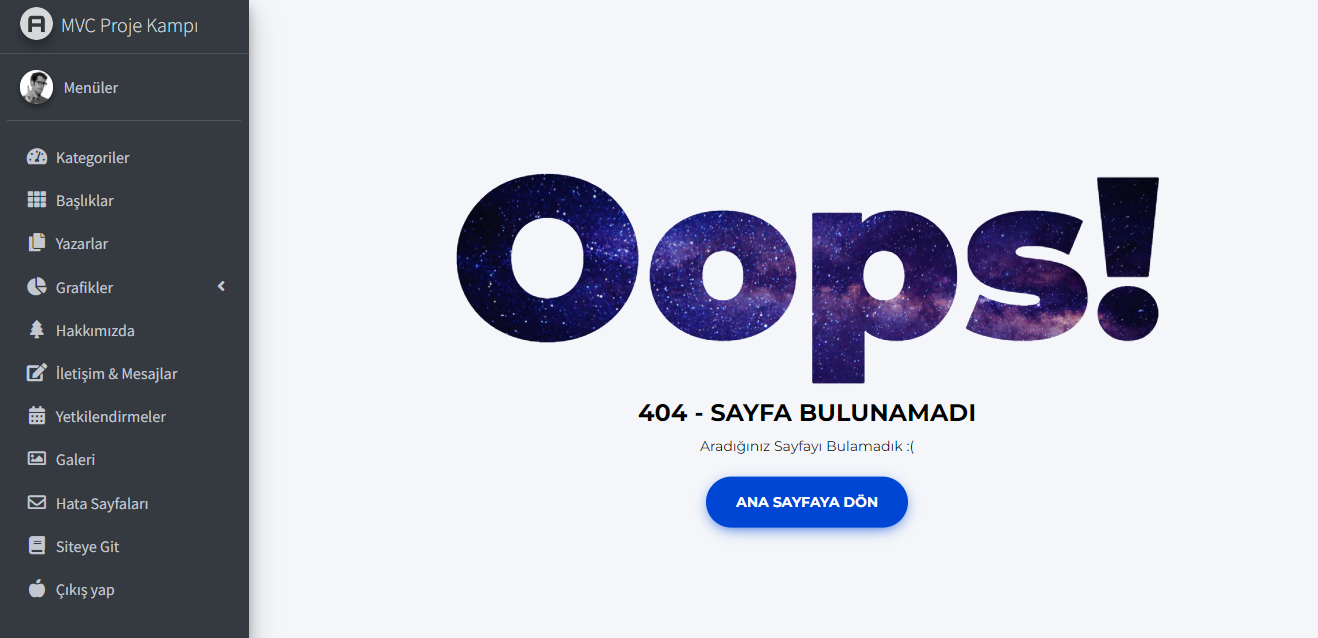 MVC Proje Kampı
Menüler
Kategoriler
Başlıklar
Yazarlar
Grafikler
Hakkımızda
İletişim & Mesajlar
Yetkilendirmeler
Galeri
Hata Sayfaları
Siteye Git
Çıkış yap
Oops!
404 - SAYFA BULUNAMADI
Aradığınız Sayfayı Bulamadık :(
ANA SAYFAYA DÖN